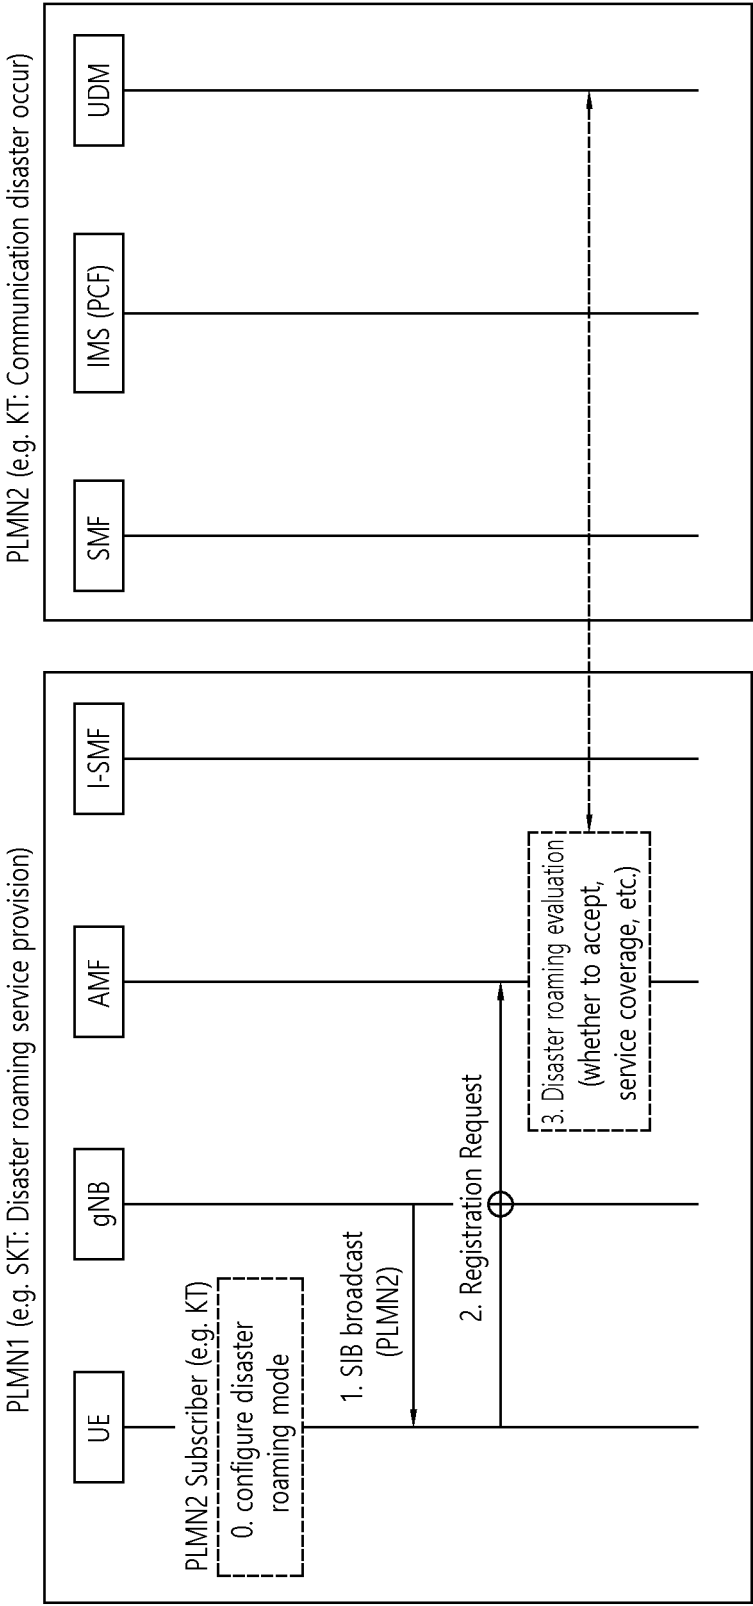 PLMN1 (e.g. SKT: Disaster roaming service provision)
PLMN2 (e.g. KT: Communication disaster occur)
UE
gNB
AMF
I-SMF
SMF
IMS (PCF)
UDM
PLMN2 Subscriber (e.g. KT)
0. configure disaster
roaming mode
1. SIB broadcast
(PLMN2)
2. Registration Request
3. Disaster roaming evaluation
(whether to accept,
service coverage, etc.)